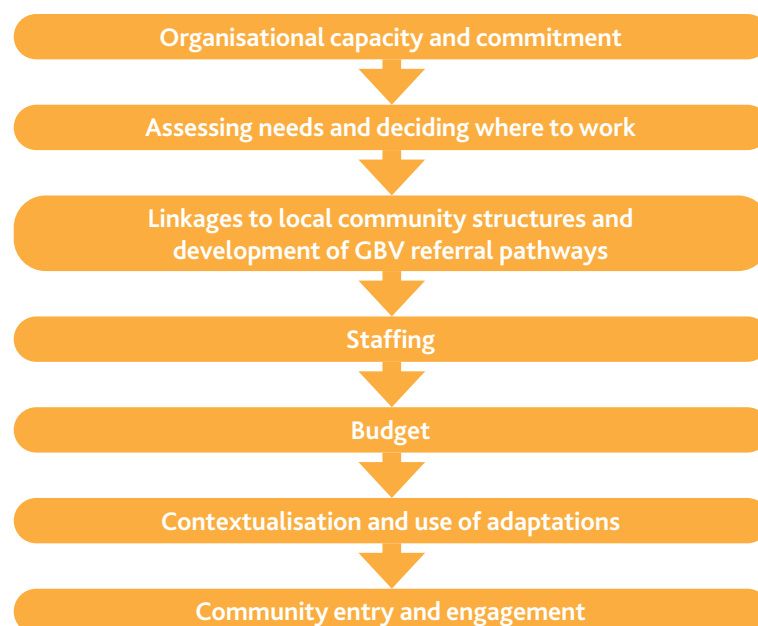 Organisational capacity and commitment
Assessing needs and deciding where to work
Linkages to local community structures and
development of GBV referral pathways
Staffing
Budget
Contextualisation and use of adaptations
Community entry and engagement